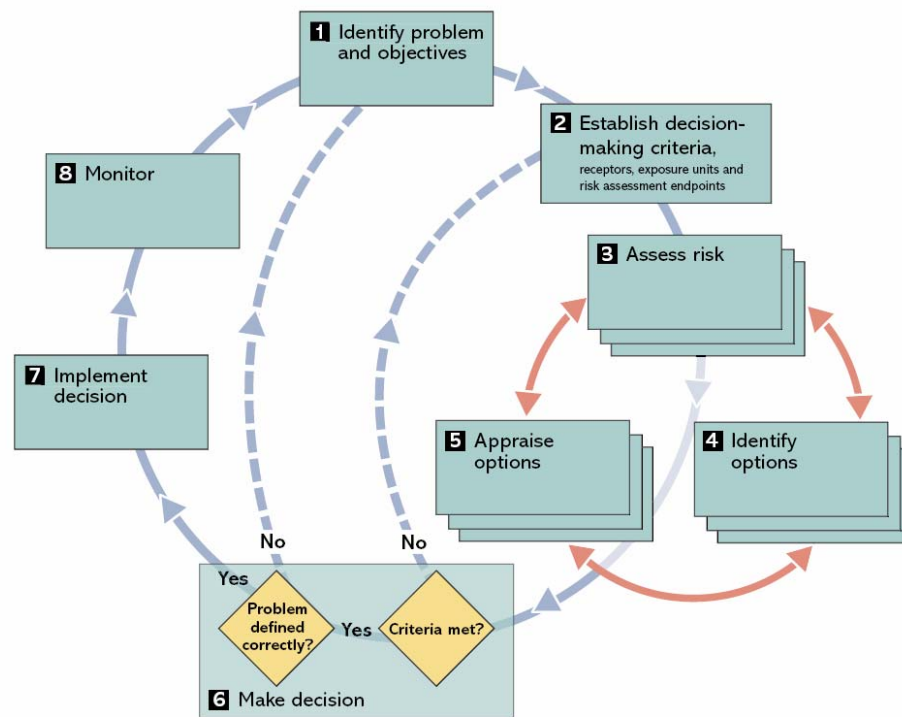 1 Identify problem
and objectives
2 Establish decision-
making criteria,
receptors, exposure units and
risk assessment endpoints
8 Monitor
3 Assess risk
7 Implement
decision
5 Appraise
options
4 Identify
options
No
No
Yes
Problem
defined
correctly?
Yes
Criteria met?
6 Make decision